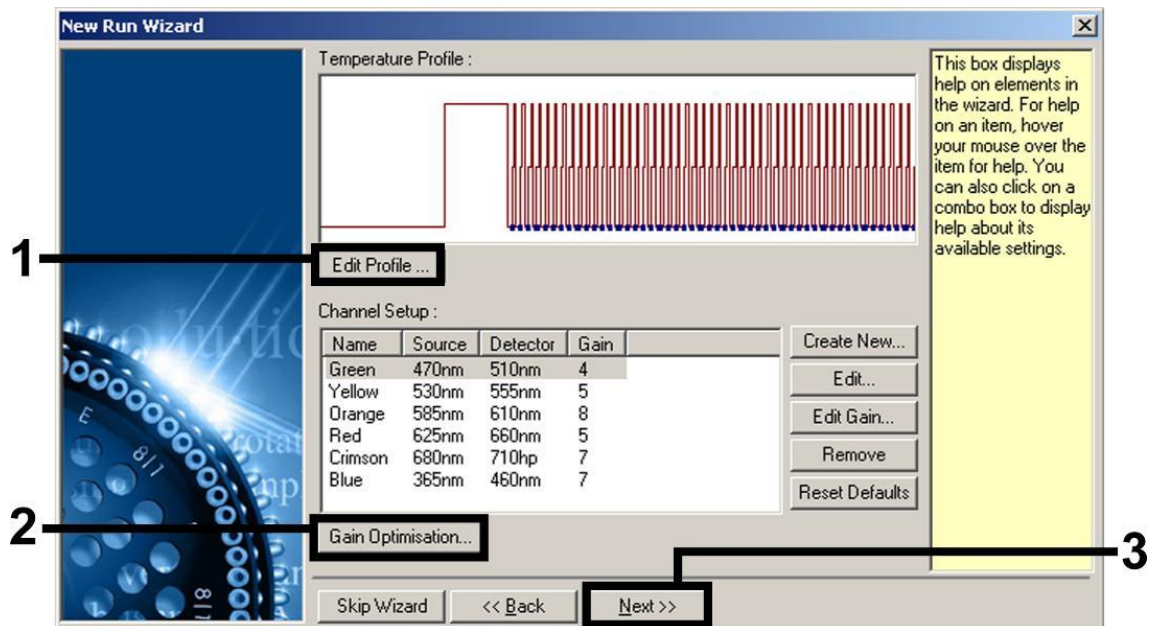 New Run Wizard
Temperature Profile :
This box displays
help on elements in
the wizard. For help
on an item, hover
your mouse over the
item for help. You
can also click on a
combo box to display
help about its
available settings.
1
Edit Profile ...
Channel Setup :
Name Source Detector Gain
Green 470nm 510nm 4
Yellow 530nm 555nm 5
Orange 585nm 610nm 8
Red 625nm 660nm 5
Crimson 680nm 710hp 7
Blue 365nm 460nm 7
Create New...
Edit...
Edit Gain...
Remove
Reset Defaults
E
8/1
8/1
2
Gain Optimisation...
3
Skip Wizard
<< Back
Next >>